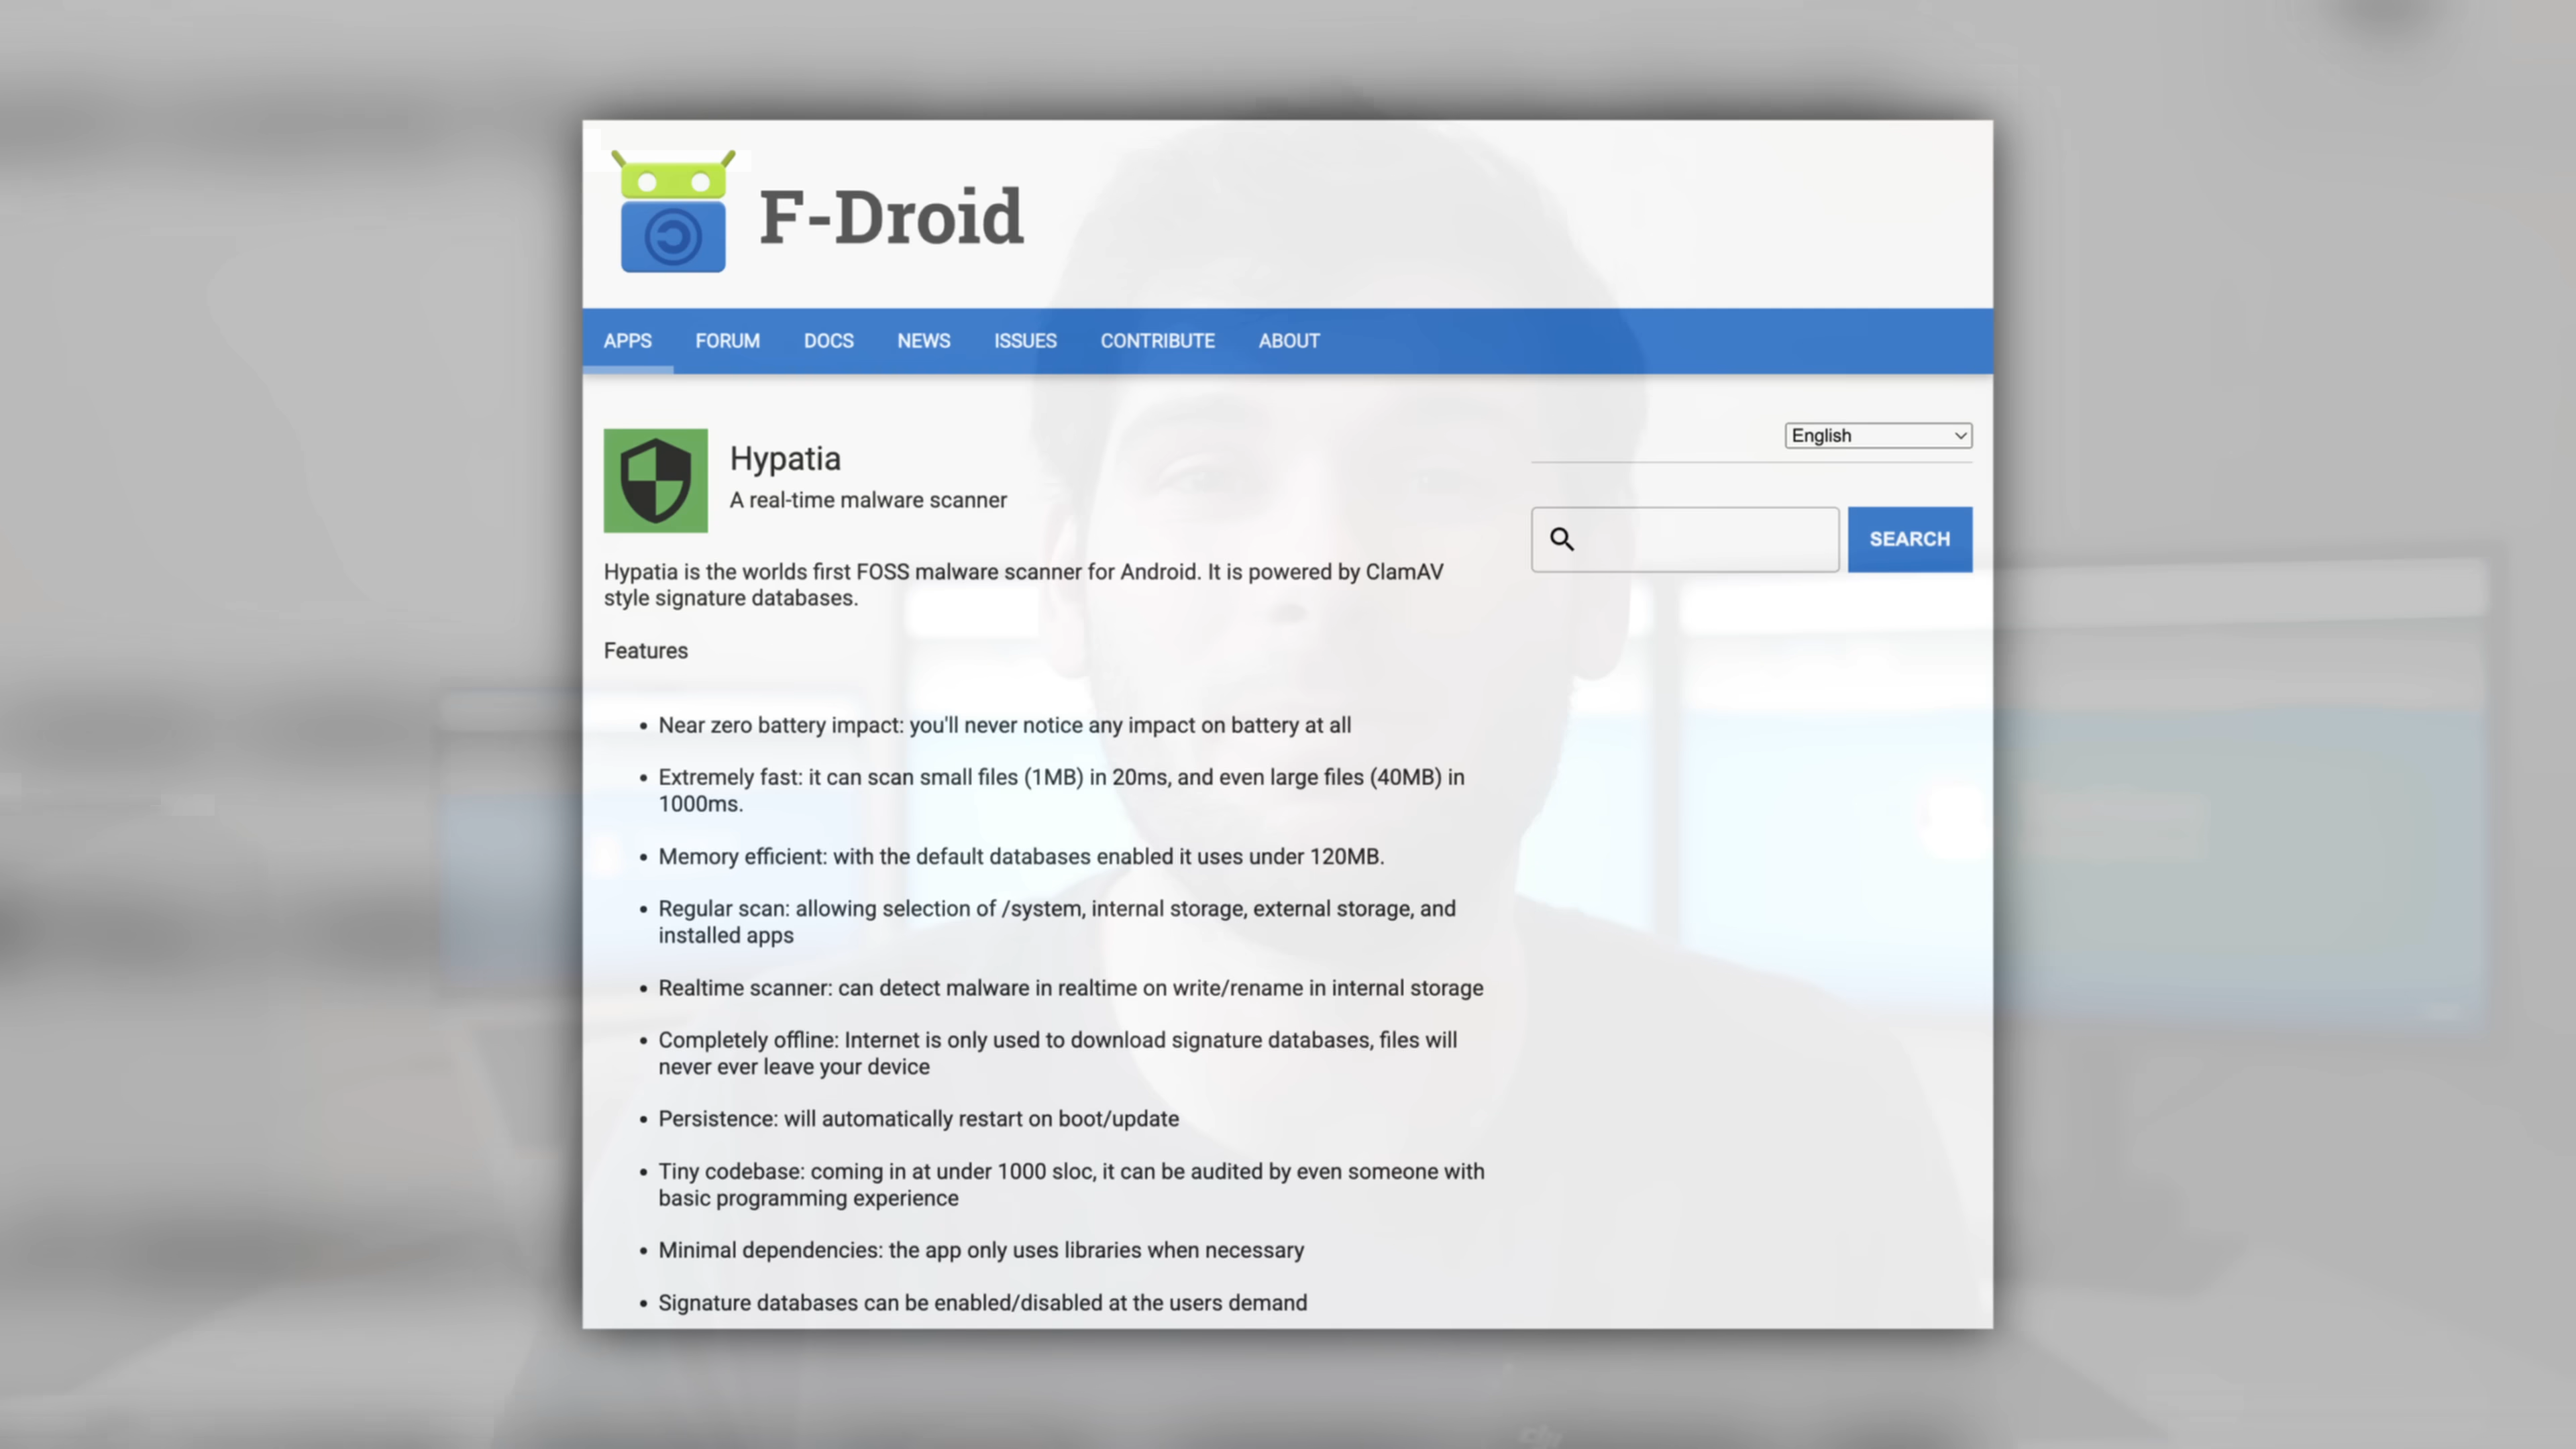 F-Droid
APPS FORUM DOCS NEWS ISSUES CONTRIBUTE ABOUT
English
Hypatia
A real-time malware scanner
SEARCH
Hypatia is the worlds first FOSS malware scanner for Android. It is powered by ClamAV
style signature databases.
Features
• Near zero battery impact: you'll never notice any impact on battery at all
• Extremely fast: it can scan small files (1MB) in 20ms, and even large files (40MB) in
1000ms.
• Memory efficient: with the default databases enabled it uses under 120MB.
• Regular scan: allowing selection of /system, internal storage, external storage, and
installed apps
• Realtime scanner: can detect malware in realtime on write/rename in internal storage
• Completely offline: Internet is only used to download signature databases, files will
never ever leave your device
• Persistence: will automatically restart on boot/update
• Tiny codebase: coming in at under 1000 sloc, it can be audited by even someone with
basic programming experience
• Minimal dependencies: the app only uses libraries when necessary
• Signature databases can be enabled/disabled at the users demand